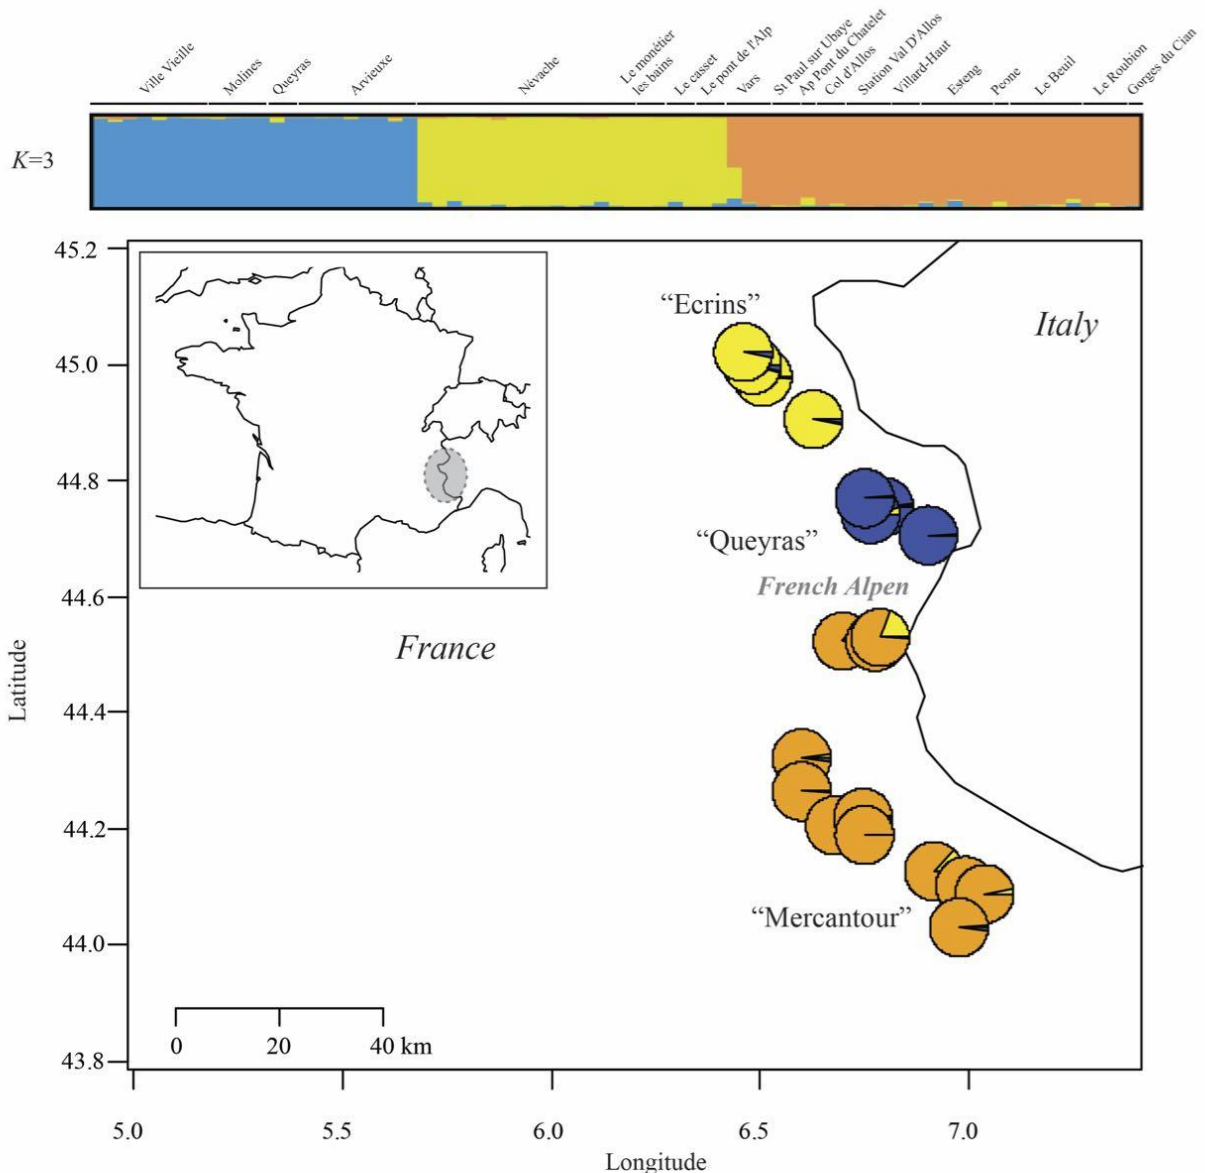 Ville Vieille
Molines
Queyras
Arvieuxe
Névache
Le monétier
les bains
Le casset
Le pont de l'Alp
Vars
St Paul sur Ubaye
Ap Pont du Chatelet
Col d'Allos
Station Val D'Allos
Villard-Haut
Esteng
Peone
Le Beuil
Le Roubion
Gorges du Cian
K=3
45.2
45.0
44.8
44.6
44.4
44.2
44.0
43.8
Latitude
“Ecrins”
Italy
“Queyras”
French Alpen
France
“Mercantour”
0 20 40 km
5.0 5.5 6.0 6.5 7.0
Longitude